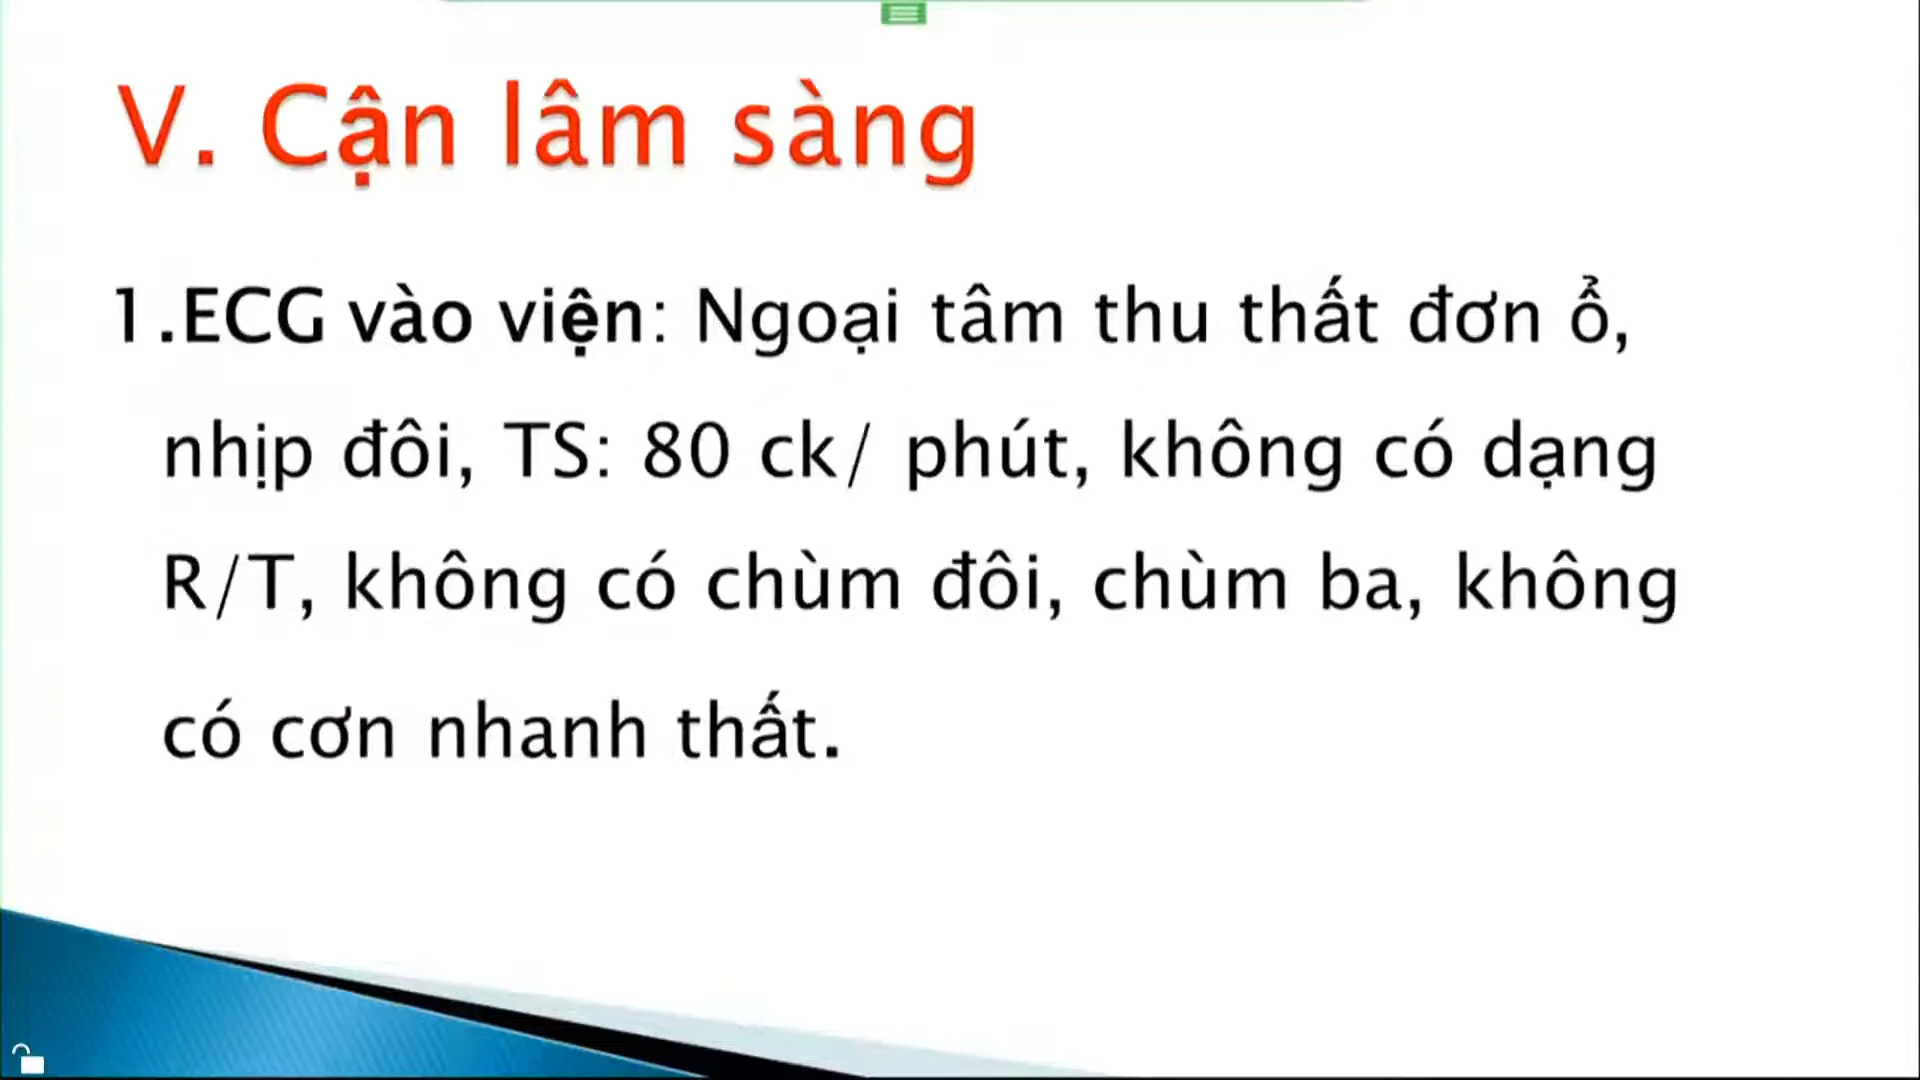 V. Cận lâm sàng
1.ECG vào viện: Ngoại tâm thu thất đơn ổ,
nhịp đôi, TS: 80 ck/ phút, không có dạng
R/T, không có chùm đôi, chùm ba, không
có cơn nhanh thất.